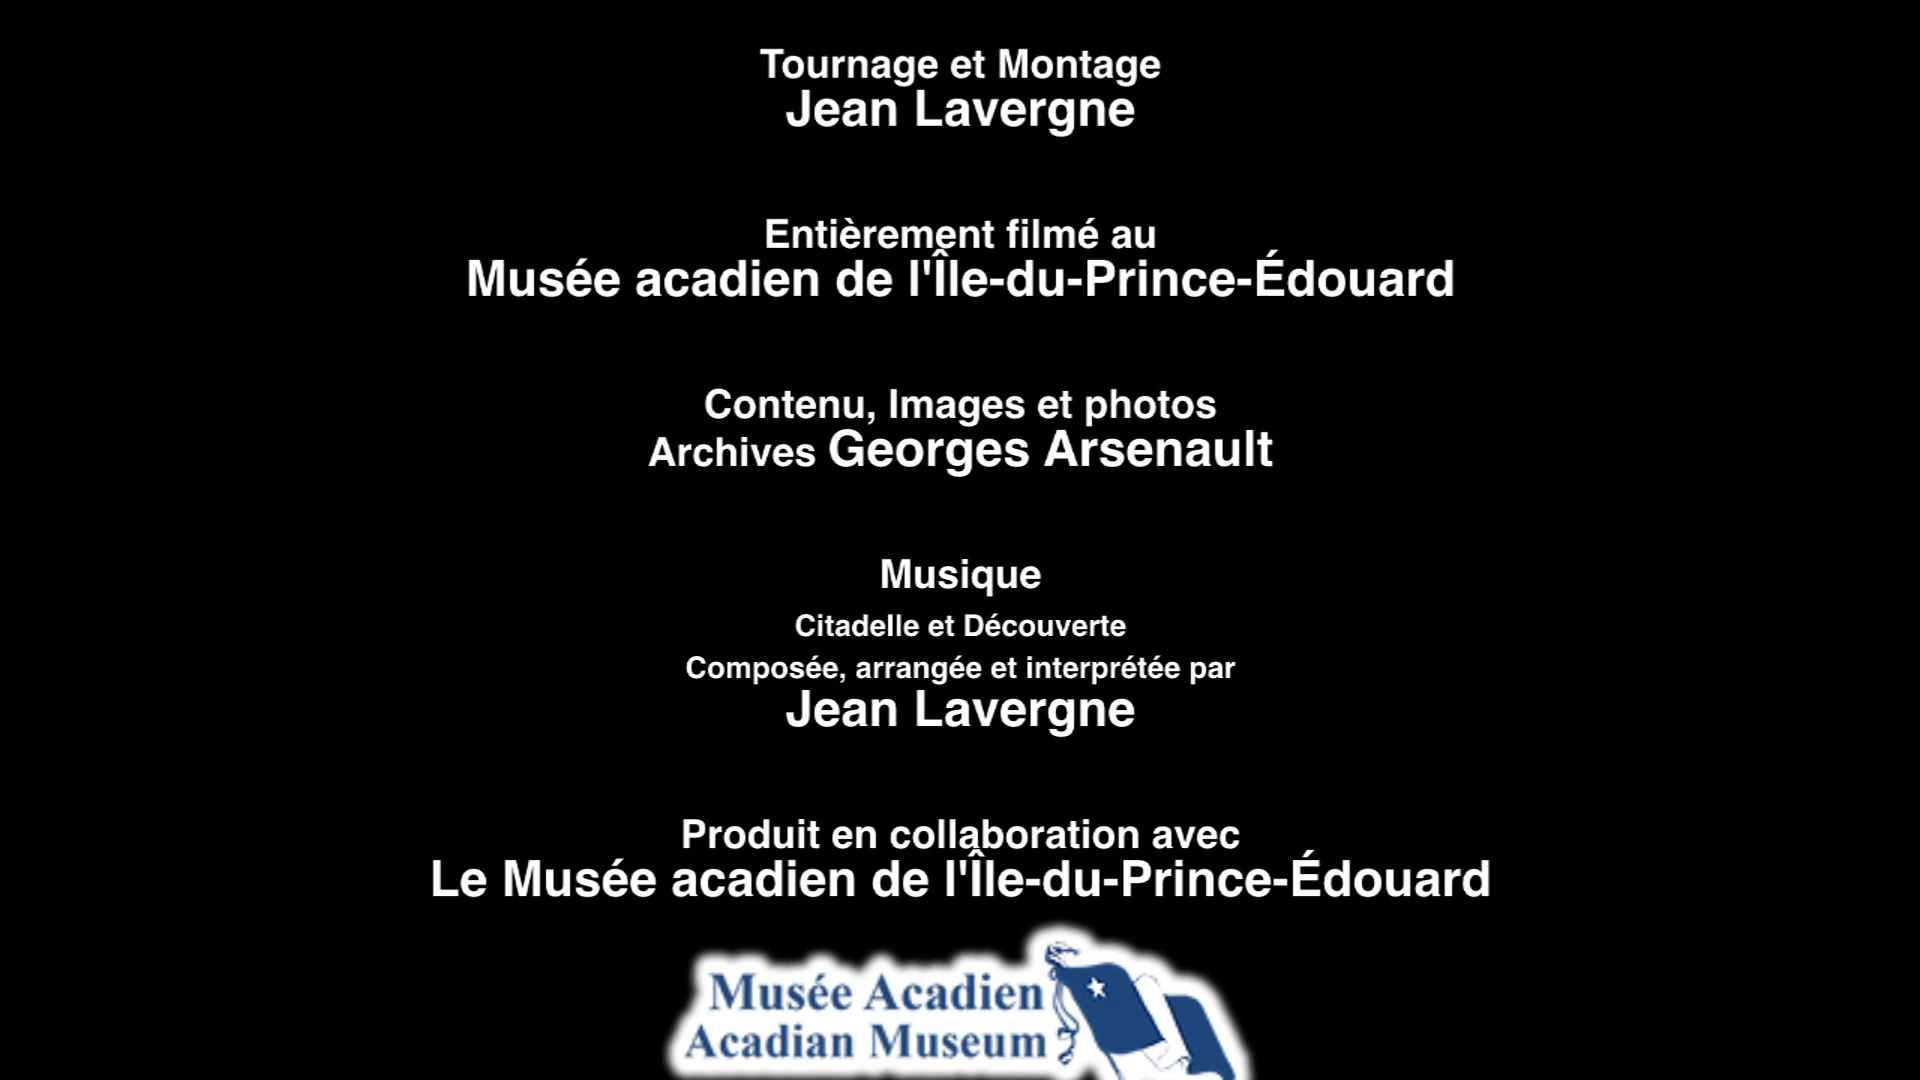 Tournage et Montage
Jean Lavergne
Entièrement filmé au
Musée acadien de l'Île-du-Prince-Édouard
Contenu, Images et photos
Archives Georges Arsenault
Musique
Citadelle et Découverte
Composée, arrangée et interprétée par
Jean Lavergne
Produit en collaboration avec
Le Musée acadien de l'Île-du-Prince-Édouard
Musée Acadien
Acadian Museum